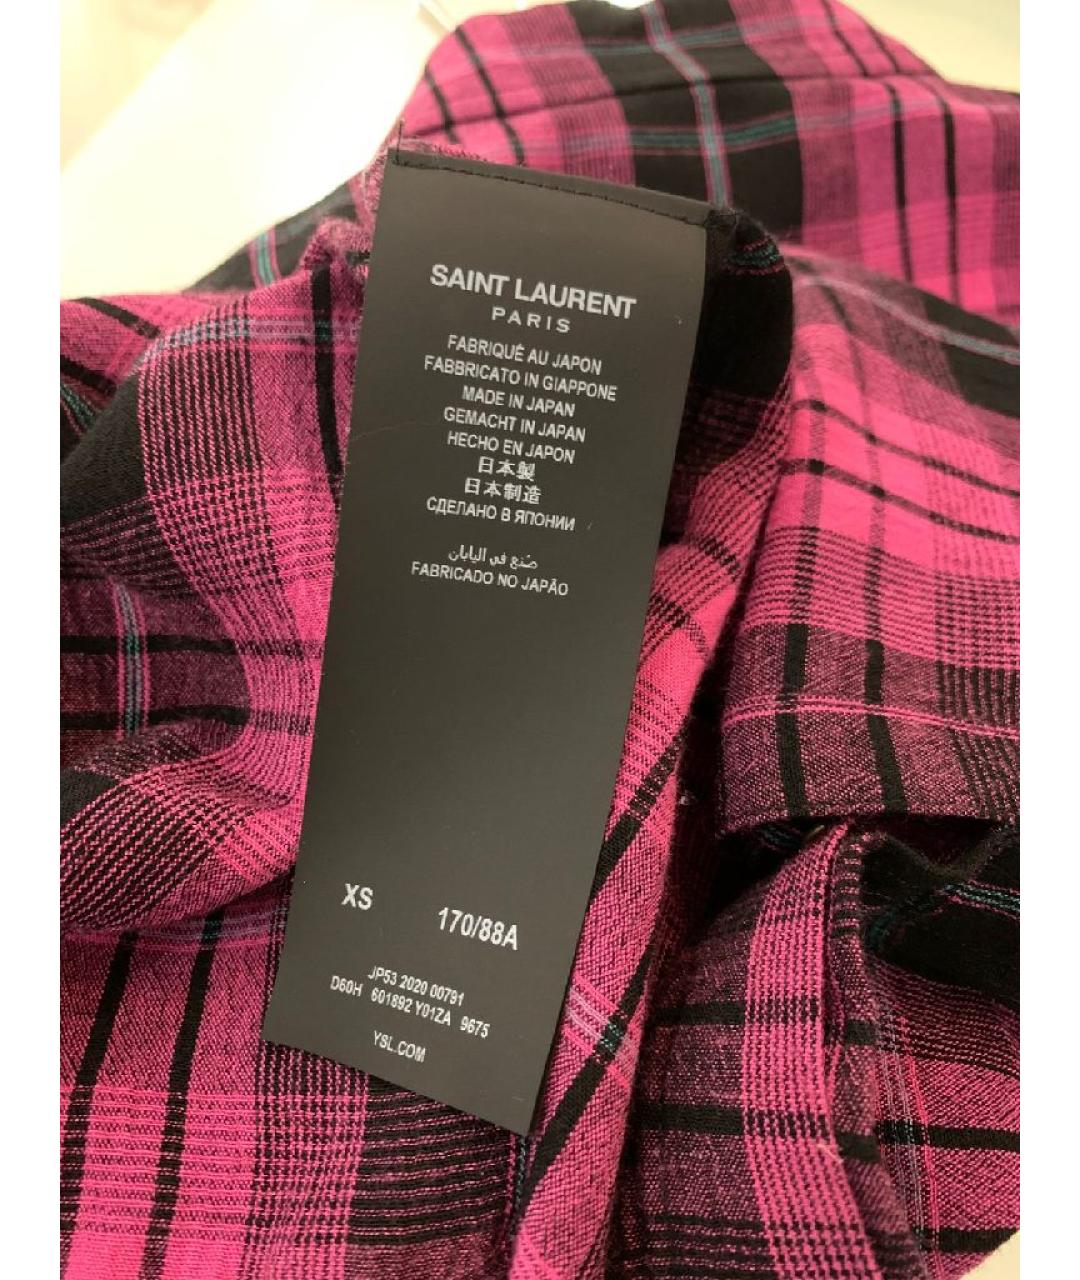 SAINT LAURENT
PARIS
FABRIQUÉ AU JAPON
FABBRICATO IN GIAPPONE
MADE IN JAPAN
GEMACHT IN JAPAN
HECHO EN JAPON
日本製
日本制造
СДЕЛАНО В ЯПОНИИ
صُنع في اليابان
FABRICADO NO JAPÃO
XS 170/88A
JP53 2020 00791
D60H 601892 Y01ZA 9675
YSL.COM